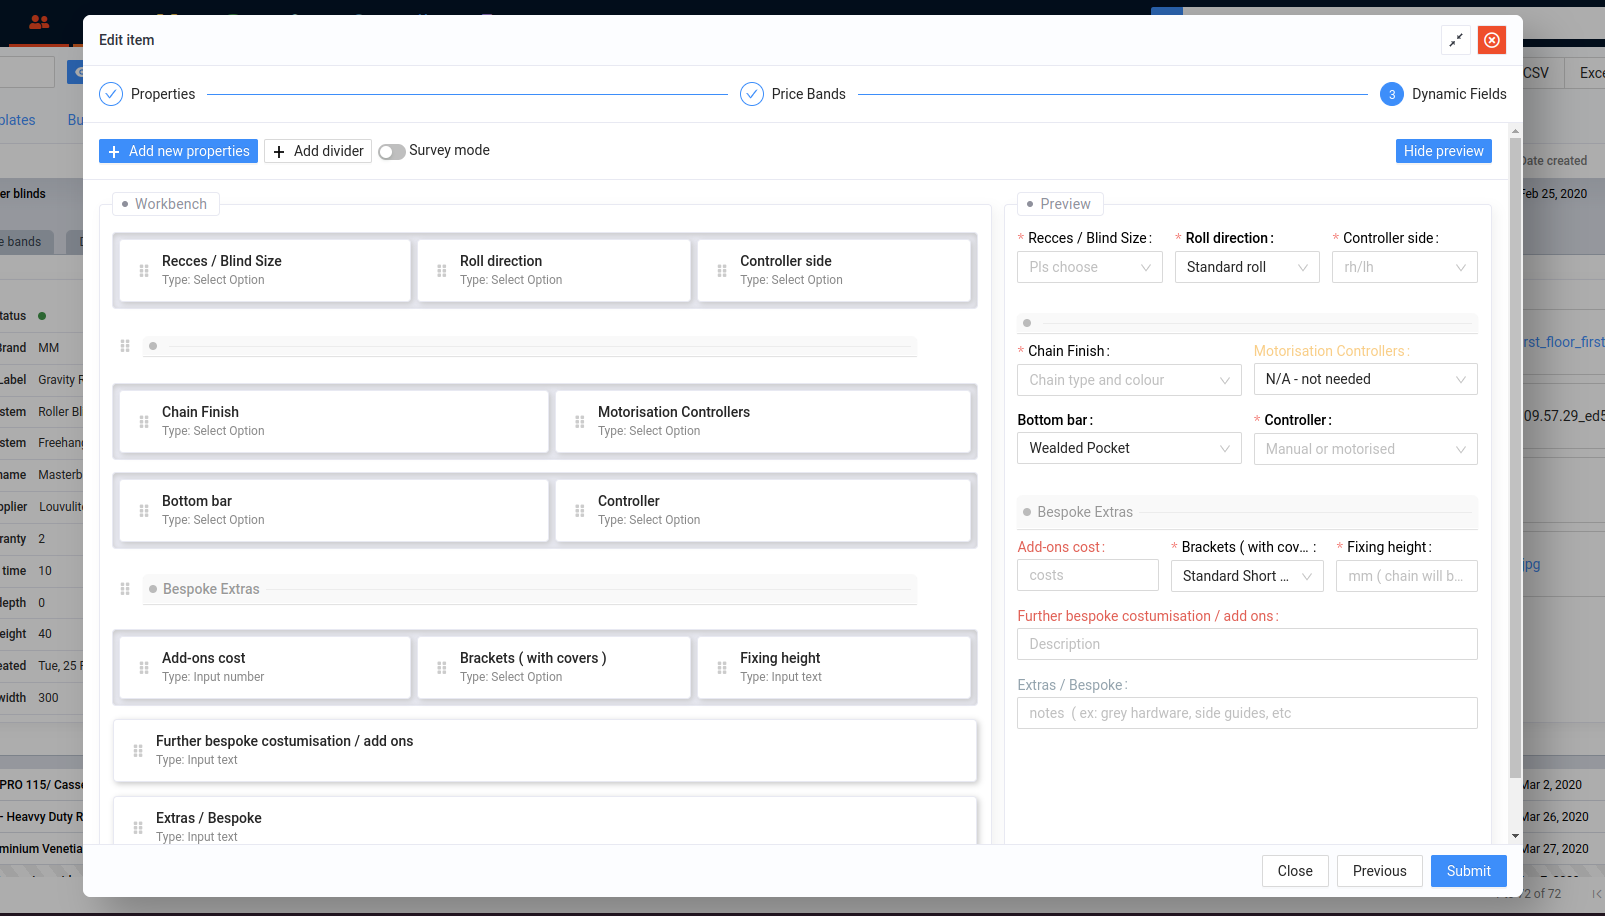 Edit item
Properties
Price Bands
3 Dynamic Fields
CSV
Exce
plates
Bu
Add new properties
Add divider
Survey mode
Hide preview
Date created
er blinds
Feb 25, 2020
e bands
Workbench
Recces / Blind Size
Type: Select Option
Roll direction
Type: Select Option
Controller side
Type: Select Option
Chain Finish
Type: Select Option
Motorisation Controllers
Type: Select Option
Bottom bar
Type: Select Option
Controller
Type: Select Option
Bespoke Extras
Add-ons cost
Type: Input number
Brackets ( with covers )
Type: Select Option
Fixing height
Type: Input text
Further bespoke costumisation / add ons
Type: Input text
Extras / Bespoke
Type: Input text
Preview
* Recces / Blind Size :
Pls choose
* Roll direction :
Standard roll
* Controller side :
rh/lh
* Chain Finish :
Chain type and colour
Motorisation Controllers :
N/A - not needed
Bottom bar :
Wealded Pocket
* Controller :
Manual or motorised
Bespoke Extras
Add-ons cost :
costs
* Brackets ( with cov... :
Standard Short ...
* Fixing height :
mm ( chain will b...
Further bespoke costumisation / add ons :
Description
Extras / Bespoke :
notes ( ex: grey hardware, side guides, etc
tatus
Brand MM
Label Gravity R
stem Roller Bl
stem Freehang
name Masterb
pplier Louvulite
ranty 2
time 10
depth 0
eight 40
eated Tue, 25 F
width 300
rst_floor_first
09.57.29_ed5
jpg
PRO 115/ Casse
Mar 2, 2020
- Heavvy Duty R
Mar 26, 2020
minium Venetia
Mar 27, 2020
Close
Previous
Submit
72 of 72